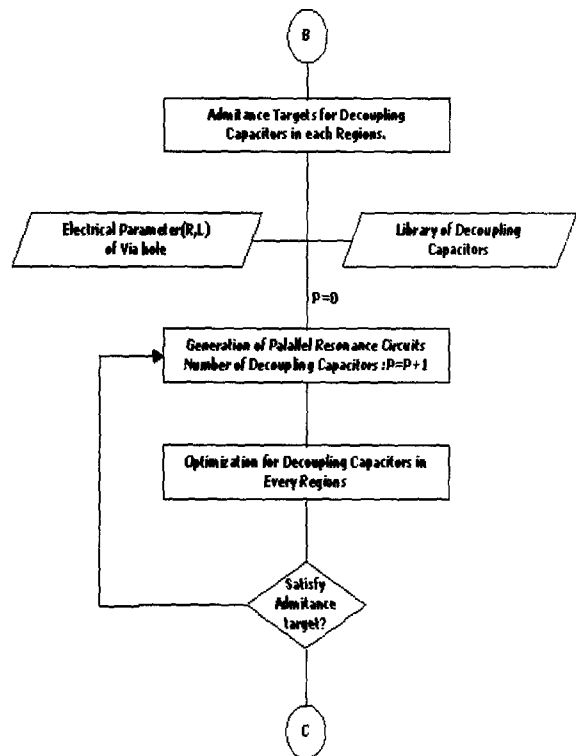 B
Admitance Targets for Decoupling
Capacitors in each Regions.
Electrical Parameter(R,L)
of Via hole
Library of Decoupling
Capacitors
P=0
Generation of Palallel Resonance Circuits
Number of Decoupling Capacitors :P=P+1
Optimization for Decoupling Capacitors in
Every Regions
Satisfy
Admitance
target?
C